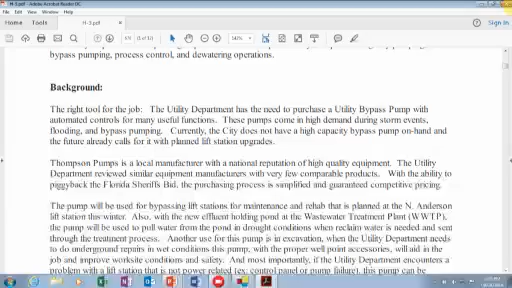 H-3.pdf - Adobe Acrobat Reader DC
File Edit View Window Help
Home Tools H-3.pdf × Sign In
bypass pumping, process control, and dewatering operations.
Background:
The right tool for the job: The Utility Department has the need to purchase a Utility Bypass Pump with
automated controls for many useful functions. These pumps come in high demand during storm events,
flooding, and bypass pumping. Currently, the City does not have a high capacity bypass pump on-hand and
the future already calls for it with planned lift station upgrades.
Thompson Pumps is a local manufacturer with a national reputation of high quality equipment. The Utility
Department reviewed similar equipment manufacturers with very few comparable products. With the ability to
piggyback the Florida Sheriffs Bid, the purchasing process is simplified and guaranteed competitive pricing.
The pump will be used for bypassing lift stations for maintenance and rehab that is planned at the N. Anderson
lift station this winter. Also, with the new effluent holding pond at the Wastewater Treatment Plant (WWTP),
the pump will be used to pull water from the pond in drought conditions when reclaim water is needed and sent
through the treatment process. Another use for this pump is in excavation, when the Utility Department needs
to do underground repairs in wet conditions this pump, with the proper well point accessories, will aid in the
job and improve worksite conditions and safety. And most importantly, if the Utility Department encounters a
problem with a lift station that is not power related (ex: control panel or pump failure), this pump can be